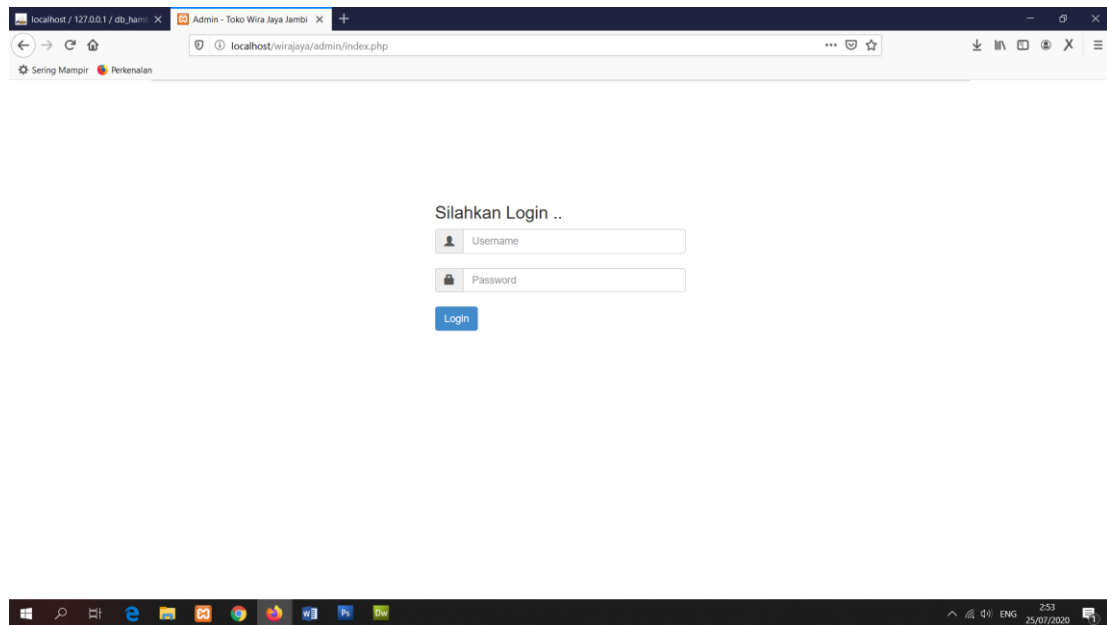 localhost / 127.0.0.1 / db_hamb
Admin - Toko Wira Jaya Jambi
localhost/wirajaya/admin/index.php
Sering Mampir
Perkenalan
Silahkan Login ..
Username
Password
Login
ENG
2:53
25/07/2020